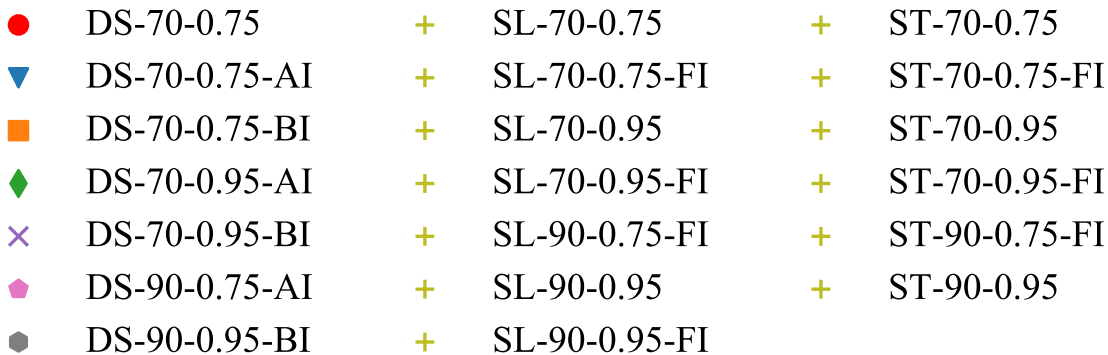 DS-70-0.75 SL-70-0.75 ST-70-0.75
DS-70-0.75-AI SL-70-0.75-FI ST-70-0.75-FI
DS-70-0.75-BI SL-70-0.95 ST-70-0.95
DS-70-0.95-AI SL-70-0.95-FI ST-70-0.95-FI
DS-70-0.95-BI SL-90-0.75-FI ST-90-0.75-FI
DS-90-0.75-AI SL-90-0.95 ST-90-0.95
DS-90-0.95-BI SL-90-0.95-FI